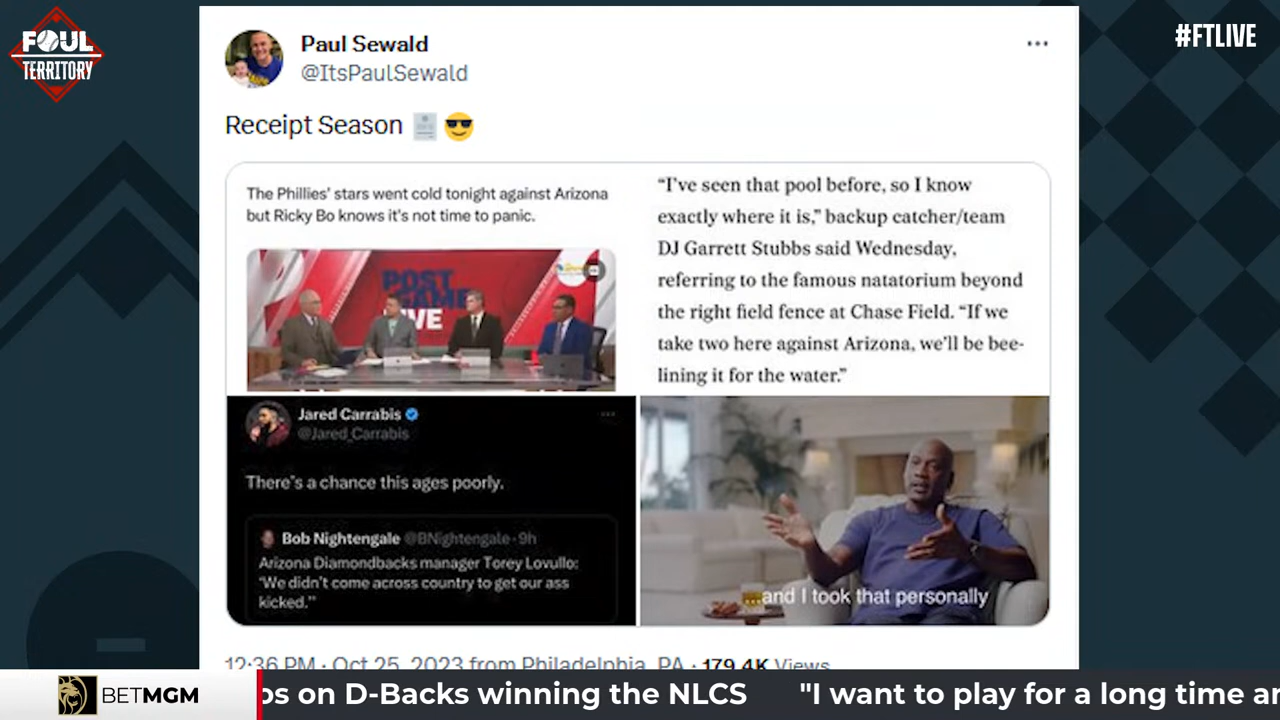 FOUL
TERRITORY
#FTLIVE
Paul Sewald
@ItsPaulSewald
Receipt Season
The Phillies' stars went cold tonight against Arizona
but Ricky Bo knows it's not time to panic.
POST
GAME
LIVE
"I've seen that pool before, so I know
exactly where it is," backup catcher/team
DJ Garrett Stubbs said Wednesday,
referring to the famous natatorium beyond
the right field fence at Chase Field. "If we
take two here against Arizona, we'll be bee-
lining it for the water."
Jared Carrabis
@Jared_Carrabis
There's a chance this ages poorly.
Bob Nightengale @BNightengale · 9h
Arizona Diamondbacks manager Torey Lovullo:
'We didn't come across country to get our ass
kicked."
...and I took that personally
12:36 PM · Oct 25, 2023 from Philadelphia, PA · 179.4K Views
BETMGM
os on D-Backs winning the NLCS "I want to play for a long time an